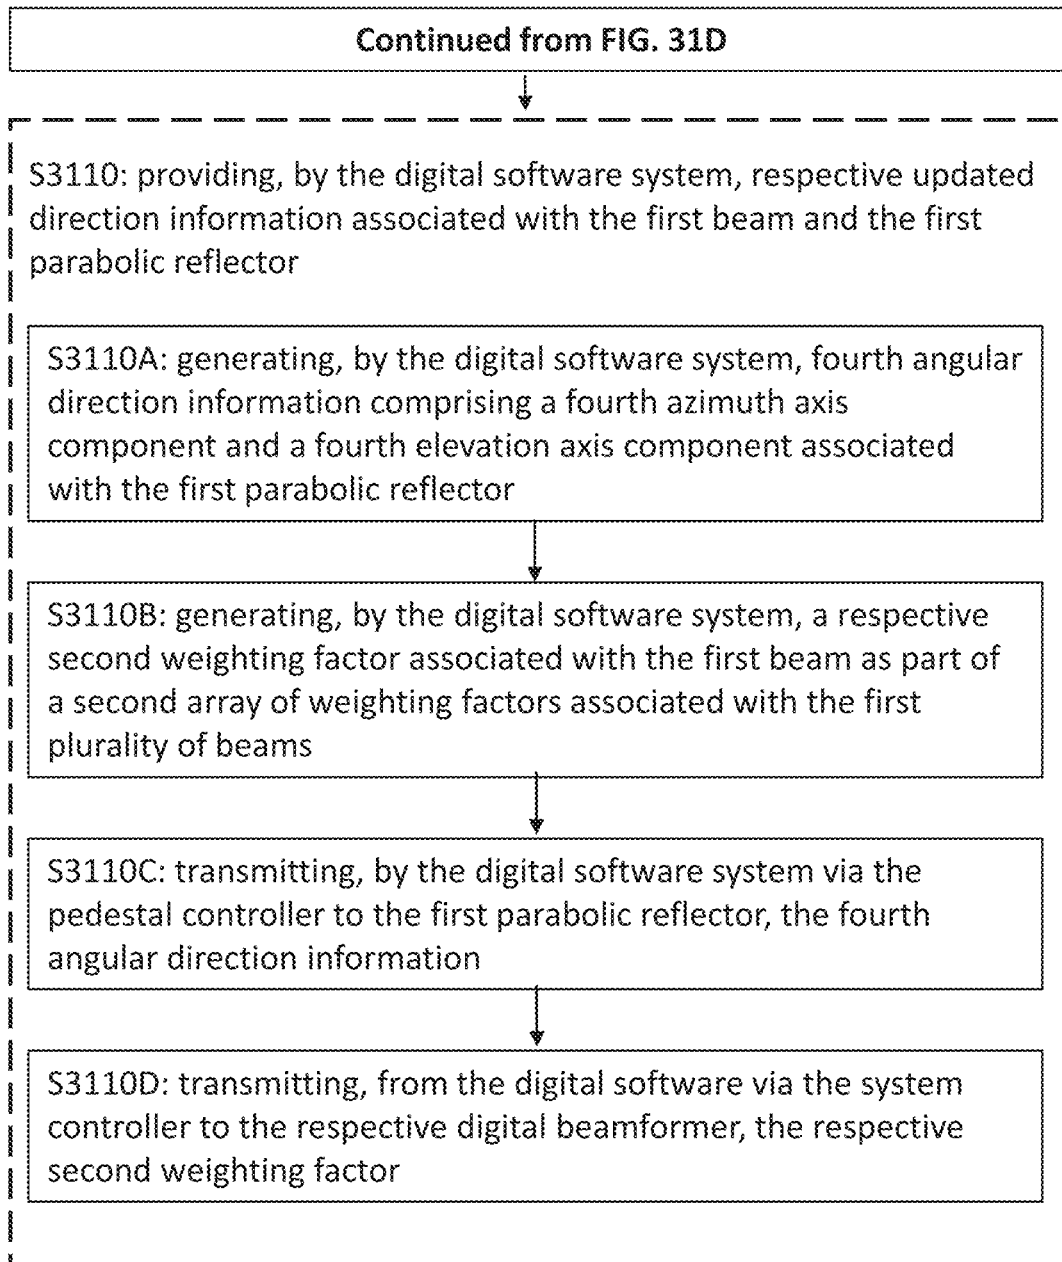 Continued from FIG. 31D
S3110: providing, by the digital software system, respective updated
direction information associated with the first beam and the first
parabolic reflector
S3110A: generating, by the digital software system, fourth angular
direction information comprising a fourth azimuth axis
component and a fourth elevation axis component associated
with the first parabolic reflector
S3110B: generating, by the digital software system, a respective
second weighting factor associated with the first beam as part of
a second array of weighting factors associated with the first
plurality of beams
S3110C: transmitting, by the digital software system via the
pedestal controller to the first parabolic reflector, the fourth
angular direction information
S3110D: transmitting, from the digital software via the system
controller to the respective digital beamformer, the respective
second weighting factor